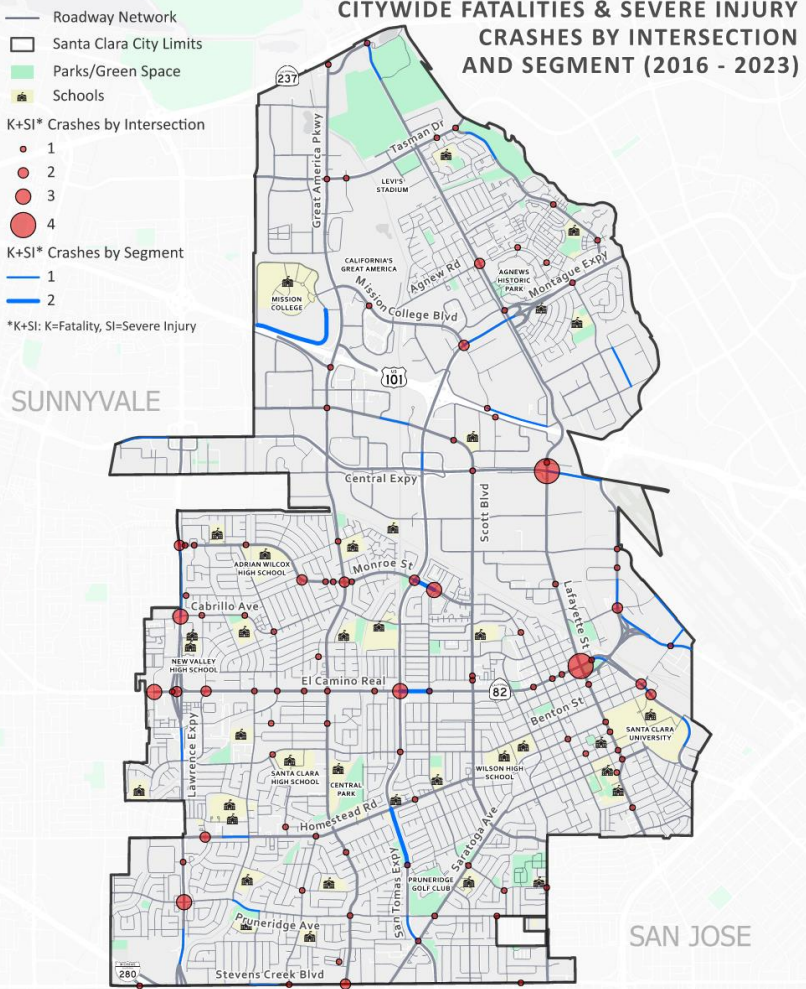 CITYWIDE FATALITIES & SEVERE INJURY
CRASHES BY INTERSECTION
AND SEGMENT (2016 - 2023)
Roadway Network
Santa Clara City Limits
Parks/Green Space
Schools
K+SI* Crashes by Intersection
1
2
3
4
K+SI* Crashes by Segment
1
2
*K+SI: K=Fatality, SI=Severe Injury
237
Great America Pkwy
Tasman Dr
LEVI'S
STADIUM
CALIFORNIA'S
GREAT AMERICA
Agnew Rd
AGNEWS
HISTORIC
PARK
Montague Expy
MISSION
COLLEGE
Mission College Blvd
US
101
SUNNYVALE
Central Expy
Scott Blvd
ADRIAN WILCOX
HIGH SCHOOL
Monroe St
Cabrillo Ave
Lafayette St
NEW VALLEY
HIGH SCHOOL
El Camino Real
82
Benton St
SANTA CLARA
UNIVERSITY
Lawrence Expy
SANTA CLARA
HIGH SCHOOL
CENTRAL
PARK
WILSON HIGH
SCHOOL
Homestead Rd
Saratoga Ave
San Tomas Expy
PRUNERIDGE
GOLF CLUB
Pruneridge Ave
SAN JOSE
280
Stevens Creek Blvd